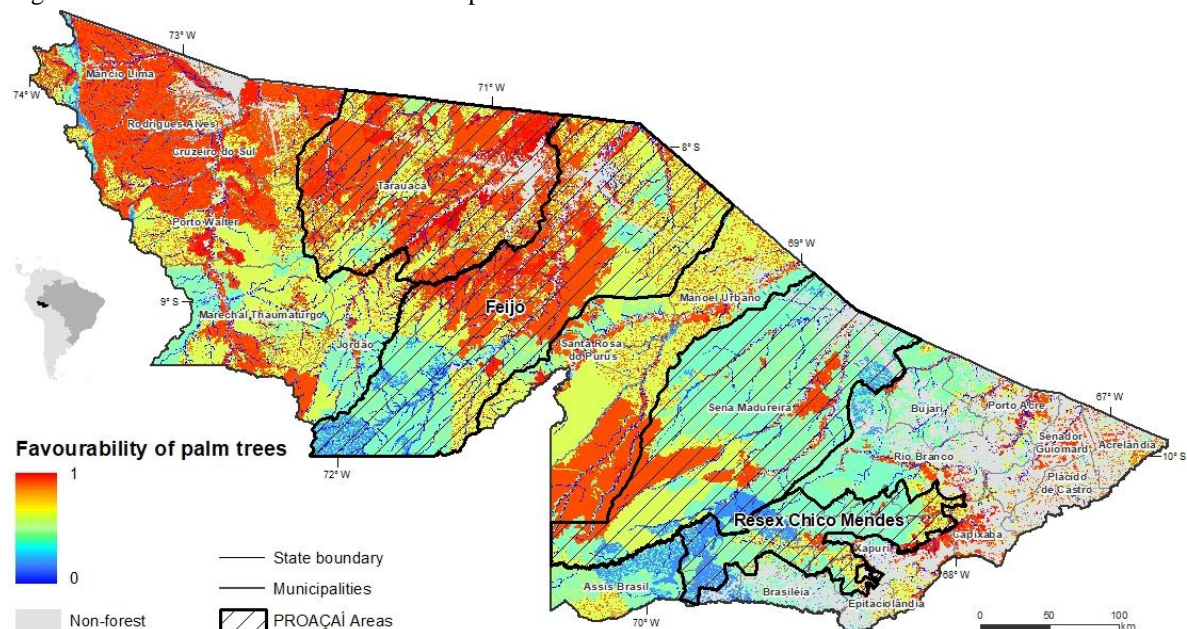 73° W
Mâncio Lima
74° W
71° W
Rodrigues Alves
Cruzeiro do Sul
8° S
Tarauacá
Porto Walter
69° W
9° S
Marechal Thaumaturgo
Feijo
Manoel Urbano
Jordão
Santa Rosa
do Purus
Sena Madureira
Bujari
Porto Acre
67° W
Senador
Guiomard
Acrelândia
10° S
Rio Branco
Plácido
de Castro
72° W
Favourability of palm trees
1
0
Non-forest
State boundary
Municipalities
PROAÇAÍ Areas
Resex Chico Mendes
Capixaba
Xapuri
68° W
Assis Brasil
Brasiléia
Epitaciolândia
70° W
0 50 100
km